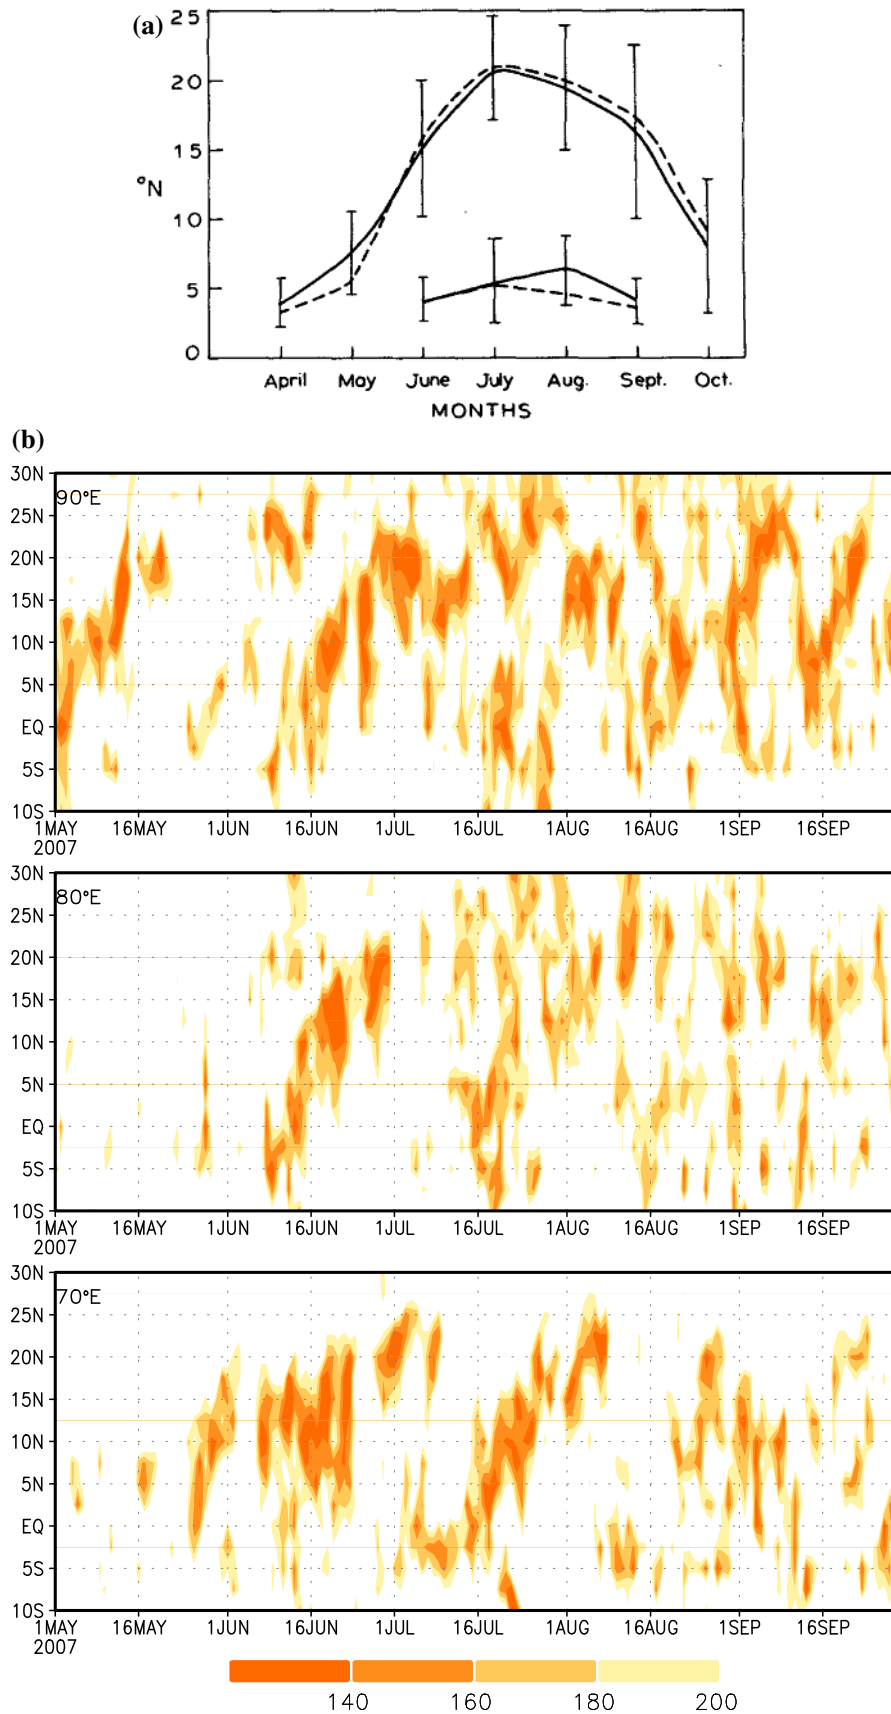 (a)
25
20
15
°N
10
5
0
April May June July Aug. Sept. Oct.
MONTHS
(b)
30N
90°E
25N
20N
15N
10N
5N
EQ
5S
10S
1MAY 16MAY 1JUN 16JUN 1JUL 16JUL 1AUG 16AUG 1SEP 16SEP
2007
30N
80°E
25N
20N
15N
10N
5N
EQ
5S
10S
1MAY 16MAY 1JUN 16JUN 1JUL 16JUL 1AUG 16AUG 1SEP 16SEP
2007
30N
70°E
25N
20N
15N
10N
5N
EQ
5S
10S
1MAY 16MAY 1JUN 16JUN 1JUL 16JUL 1AUG 16AUG 1SEP 16SEP
2007
140 160 180 200